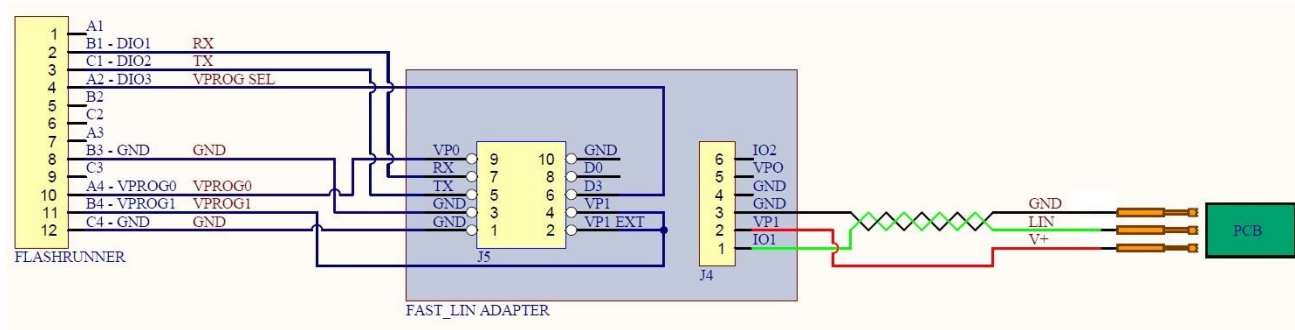 1 A1
2 B1 - DIO1 RX
3 C1 - DIO2 TX
4 A2 - DIO3 VPROG SEL
5 B2
6 C2
7 A3
8 B3 - GND GND
9 C3
10 A4 - VPROG0 VPROG0
11 B4 - VPROG1 VPROG1
12 C4 - GND GND
FLASHRUNNER
VP0 9 10 GND
RX 7 8 D0
TX 5 6 D3
GND 3 4 VP1
GND 1 2 VP1 EXT
J5
6 IO2
5 VPO
4 GND
3 GND
2 VP1
1 IO1
J4
FAST_LIN ADAPTER
GND
LIN
V+
PCB